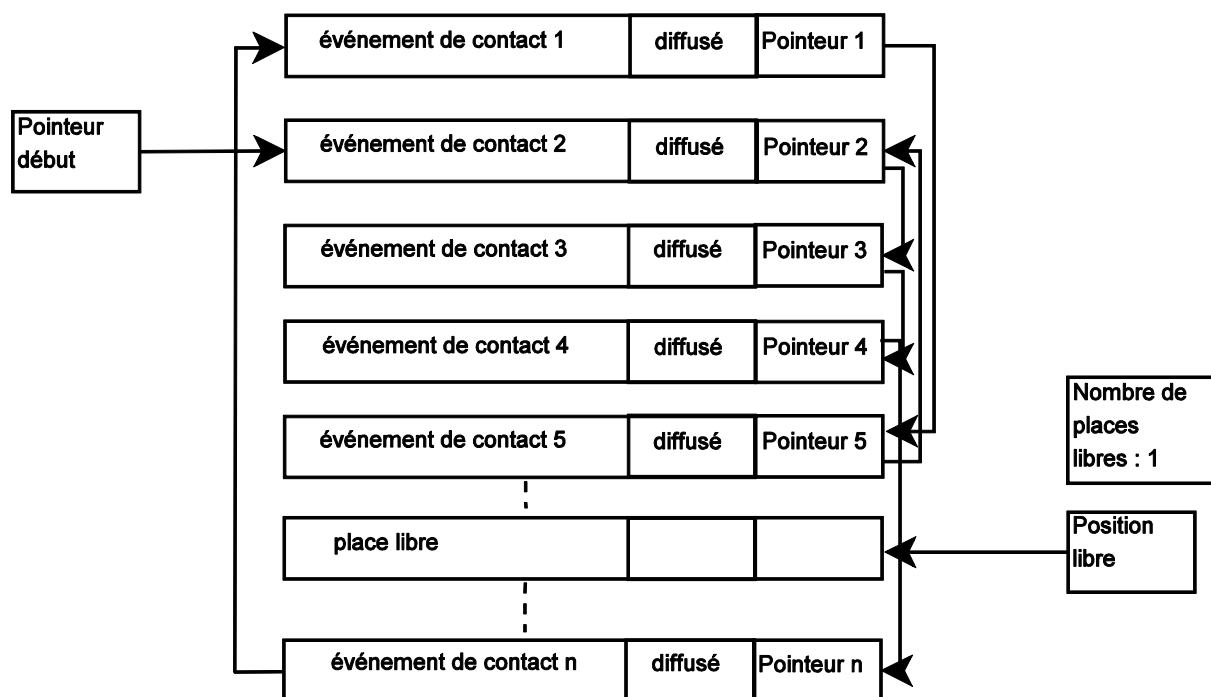 événement de contact 1 diffusé Pointeur 1
Pointeur
début
événement de contact 2 diffusé Pointeur 2
événement de contact 3 diffusé Pointeur 3
événement de contact 4 diffusé Pointeur 4
événement de contact 5 diffusé Pointeur 5
Nombre de
places
libres : 1
place libre
Position
libre
événement de contact n diffusé Pointeur n